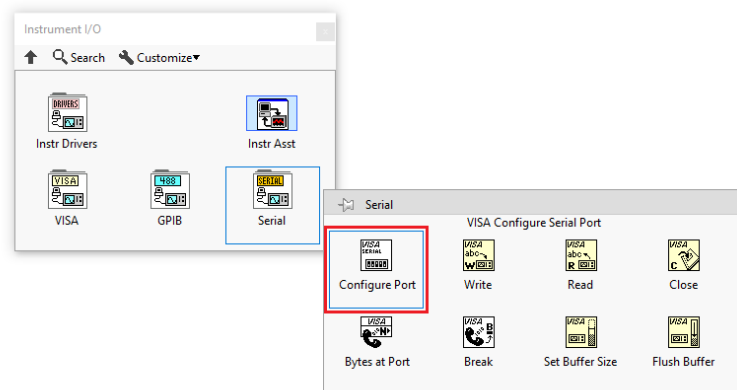 Instrument I/O
Search Customize▾
DRIVERS
Instr Drivers Instr Asst
VISA 488 SERIAL
VISA GPIB Serial
Serial
VISA Configure Serial Port
VISA SERIAL VISA abc W VISA abc R VISA C
Configure Port Write Read Close
VISA N VISA B VISA VISA
Bytes at Port Break Set Buffer Size Flush Buffer